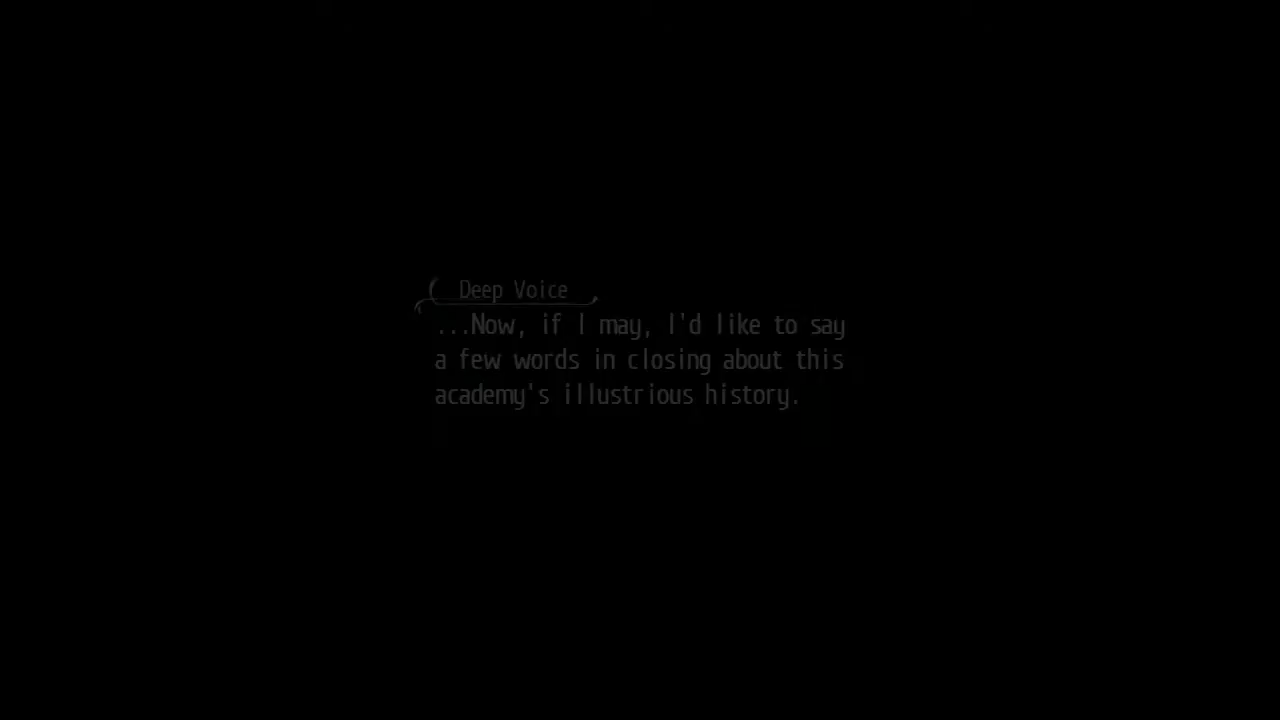 Deep Voice
...Now, if I may, I'd like to say
a few words in closing about this
academy's illustrious history.